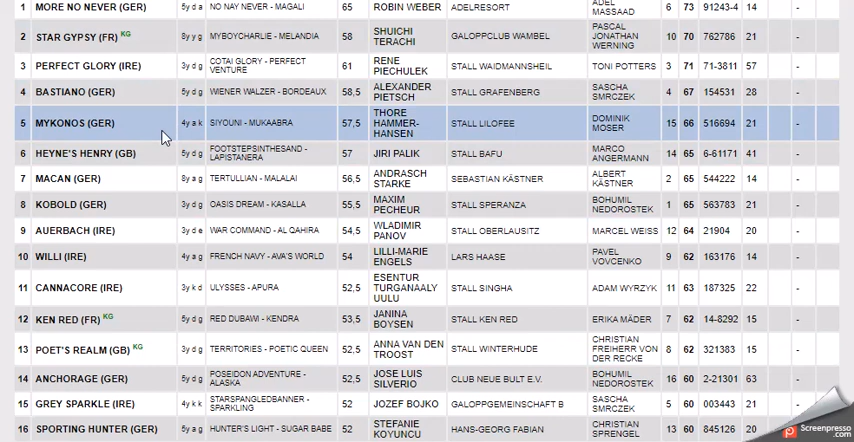 1 MORE NO NEVER (GER) 5y d a NO NAY NEVER - MAGALI 65 ROBIN WEBER ADELRESORT ADEL MASSAAD 6 73 91243-4 14 -
2 STAR GYPSY (FR) KG 8y y g MYBOYCHARLIE - MELANDIA 58 SHUICHI TERACHI GALOPPCLUB WAMBEL PASCAL JONATHAN WERNING 10 70 762786 21 -
3 PERFECT GLORY (IRE) 3y d g COTAI GLORY - PERFECT VENTURE 61 RENE PIECHULEK STALL WAIDMANNSHEIL TONI POTTERS 3 71 71-3811 57 -
4 BASTIANO (GER) 5y d g WIENER WALZER - BORDEAUX 58,5 ALEXANDER PIETSCH STALL GRAFENBERG SASCHA SMRCZEK 4 67 154531 28 -
5 MYKONOS (GER) 4y a k SIYOUNI - MUKAABRA 57,5 THORE HAMMER-HANSEN STALL LILOFEE DOMINIK MOSER 15 66 516694 21 -
6 HEYNE'S HENRY (GB) 5y d g FOOTSTEPSINTHESAND - LAPISTANERA 57 JIRI PALIK STALL BAFU MARCO ANGERMANN 14 65 6-61171 41 -
7 MACAN (GER) 8y a g TERTULLIAN - MALALAI 56,5 ANDRASCH STARKE SEBASTIAN KÄSTNER ALBERT KÄSTNER 2 65 544222 14 -
8 KOBOLD (GER) 3y d g OASIS DREAM - KASALLA 55,5 MAXIM PECHEUR STALL SPERANZA BOHUMIL NEDOROSTEK 1 65 563783 21 -
9 AUERBACH (IRE) 3y d e WAR COMMAND - AL QAHIRA 54,5 WLADIMIR PANOV STALL OBERLAUSITZ MARCEL WEISS 12 64 21904 20 -
10 WILLI (IRE) 4y a g FRENCH NAVY - AVA'S WORLD 54 LILLI-MARIE ENGELS LARS HAASE PAVEL VOVCENKO 9 62 163176 14 -
11 CANNACORE (IRE) 3y k d ULYSSES - APURA 52,5 ESENTUR TURGANAALY UULU STALL SINGHA ADAM WYRZYK 11 63 187325 22 -
12 KEN RED (FR) KG 5y d g RED DUBAWI - KENDRA 53,5 JANINA BOYSEN STALL KEN RED ERIKA MÄDER 7 62 14-8292 15 -
13 POET'S REALM (GB) KG 3y d g TERRITORIES - POETIC QUEEN 52,5 ANNA VAN DEN TROOST STALL WINTERHUDE CHRISTIAN FREIHERR VON DER RECKE 8 62 321383 15 -
14 ANCHORAGE (GER) 5y d g POSEIDON ADVENTURE - ALASKA 52,5 JOSE LUIS SILVERIO CLUB NEUE BULT E.V. BOHUMIL NEDOROSTEK 16 60 2-21301 63 -
15 GREY SPARKLE (IRE) 4y k k STARSPANGLEDBANNER - SPARKLING 52 JOZEF BOJKO GALOPPGEMEINSCHAFT B SASCHA SMRCZEK 5 60 003443 21 -
16 SPORTING HUNTER (GER) 5y a g HUNTER'S LIGHT - SUGAR BABE 52 STEFANIE KOYUNCU HANS-GEORG FABIAN CHRISTIAN SPRENGEL 13 60 845126 20
Screenpresso.com